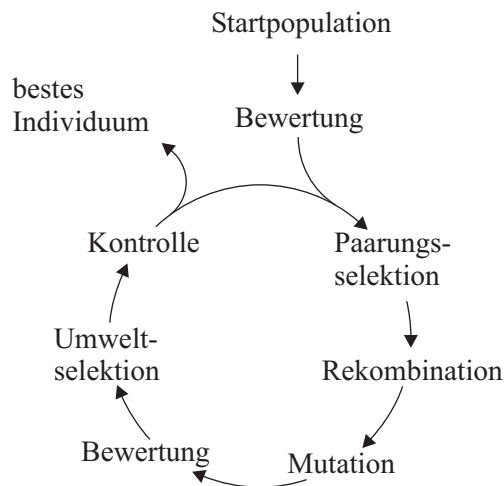 Startpopulation
bestes
Individuum
Bewertung
Kontrolle
Paarungs-
selektion
Umwelt-
selektion
Rekombination
Bewertung
Mutation